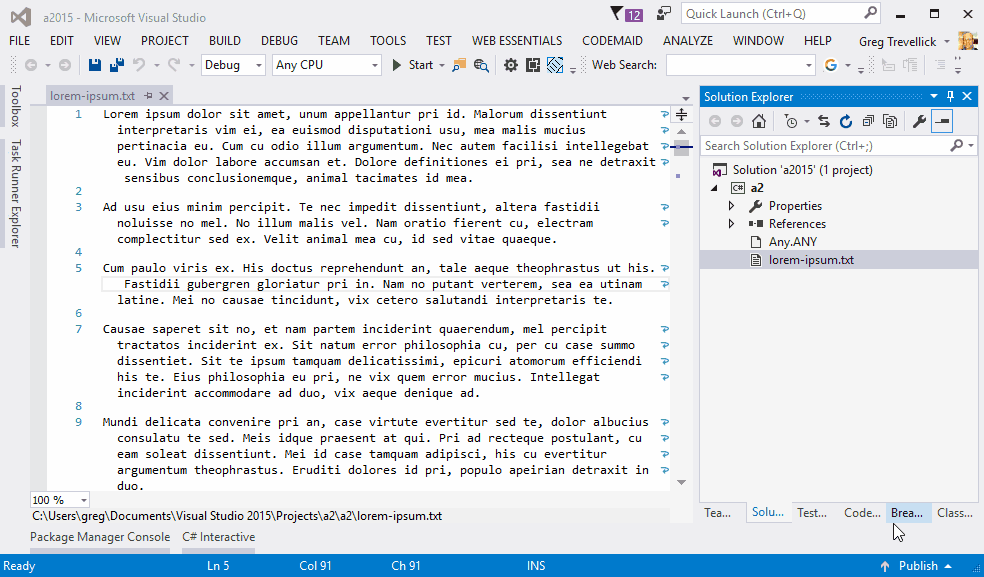 a2015 - Microsoft Visual Studio
12
Quick Launch (Ctrl+Q)
FILE EDIT VIEW PROJECT BUILD DEBUG TEAM TOOLS TEST WEB ESSENTIALS CODEMAID ANALYZE WINDOW HELP Greg Trevellick
Debug Any CPU Start Web Search:
Toolbox
Task Runner Explorer
lorem-ipsum.txt
1 Lorem ipsum dolor sit amet, unum appellantur pri id. Malorum dissentiunt
interpretaris vim ei, ea euismod disputationi usu, mea malis mucius
pertinacia eu. Cum cu odio illum argumentum. Nec autem facilisi intellegebat
eu. Vim dolor labore accumsan et. Dolore definitiones ei pri, sea ne detraxit
sensibus conclusionemque, animal tacimates id mea.
2
3 Ad usu eius minim percipit. Te nec impedit dissentiunt, altera fastidii
noluisse no mel. No illum malis vel. Nam oratio fierent cu, electram
complectitur sed ex. Velit animal mea cu, id sed vitae quaeque.
4
5 Cum paulo viris ex. His doctus reprehendunt an, tale aeque theophrastus ut his.
Fastidii gubergren gloriatur pri in. Nam no putant verterem, sea ea utinam
latine. Mei no causae tincidunt, vix cetero salutandi interpretaris te.
6
7 Causae saperet sit no, et nam partem inciderint quaerendum, mel percipit
tractatos inciderint ex. Sit natum error philosophia cu, per cu case summo
dissentiet. Sit te ipsum tamquam delicatissimi, epicuri atomorum efficiendi
his te. Eius philosophia eu pri, ne vix quem error mucius. Intellegat
inciderint accommodare ad duo, vix aeque denique ad.
8
9 Mundi delicata convenire pri an, case virtute evertitur sed te, dolor albucius
consulatu te sed. Meis idque praesent at qui. Pri ad recteque postulant, cu
eam soleat dissentiunt. Mei id case tamquam adipisci, his cu evertitur
argumentum theophrastus. Eruditi dolores id pri, populo apeirian detraxit in
duo.
100 %
C:\Users\greg\Documents\Visual Studio 2015\Projects\a2\a2\lorem-ipsum.txt
Package Manager Console C# Interactive
Solution Explorer
Search Solution Explorer (Ctrl+;)
Solution 'a2015' (1 project)
C# a2
Properties
References
Any.ANY
lorem-ipsum.txt
Tea... Solu... Test... Code... Brea... Class...
Ready Ln 5 Col 91 Ch 91 INS Publish